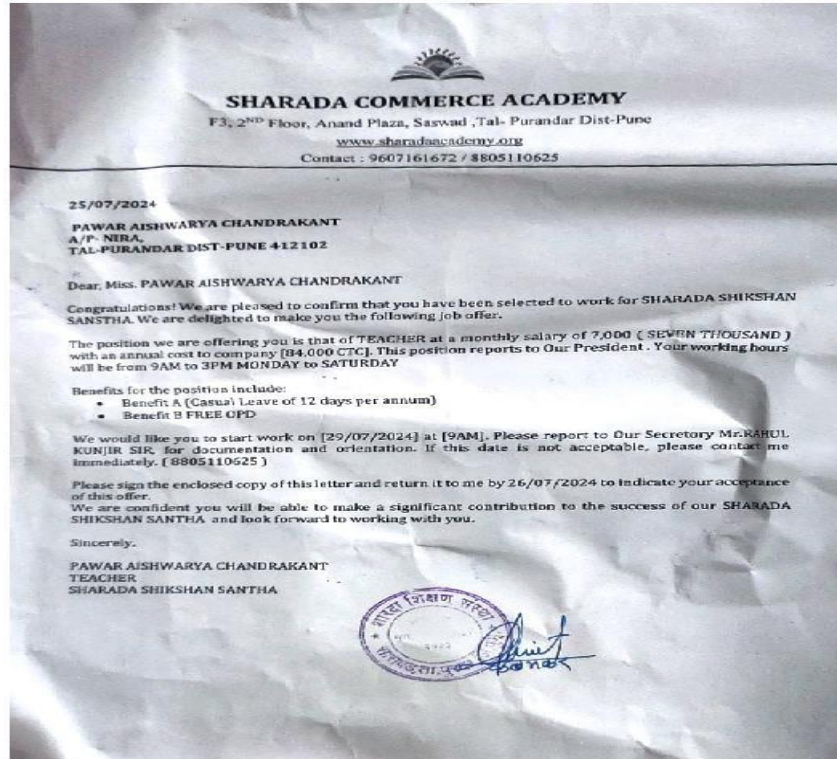 SHARADA COMMERCE ACADEMY
F3, 2ND Floor, Anand Plaza, Saswad ,Tal- Purandar Dist-Pune
www.sharadaacademy.org
Contact : 9607161672 / 8805110625
25/07/2024
PAWAR AISHWARYA CHANDRAKANT
A/P- NIRA,
TAL-PURANDAR DIST-PUNE 412102
Dear, Miss. PAWAR AISHWARYA CHANDRAKANT
Congratulations! We are pleased to confirm that you have been selected to work for SHARADA SHIKSHAN
SANSTHA. We are delighted to make you the following job offer.
The position we are offering you is that of TEACHER at a monthly salary of 7,000 ( SEVEN THOUSAND )
with an annual cost to company [84,000 CTC]. This position reports to Our President . Your working hours
will be from 9AM to 3PM MONDAY to SATURDAY
Benefits for the position include:
• Benefit A (Casual Leave of 12 days per annum)
• Benefit B FREE OPD
We would like you to start work on [29/07/2024] at [9AM]. Please report to Our Secretary Mr.RAHUL
KUNJIR SIR, for documentation and orientation. If this date is not acceptable, please contact me
immediately. ( 8805110625 )
Please sign the enclosed copy of this letter and return it to me by 26/07/2024 to indicate your acceptance
of this offer.
We are confident you will be able to make a significant contribution to the success of our SHARADA
SHIKSHAN SANTHA and look forward to working with you.
Sincerely.
PAWAR AISHWARYA CHANDRAKANT
TEACHER
SHARADA SHIKSHAN SANTHA
शारदा शिक्षण संस्था